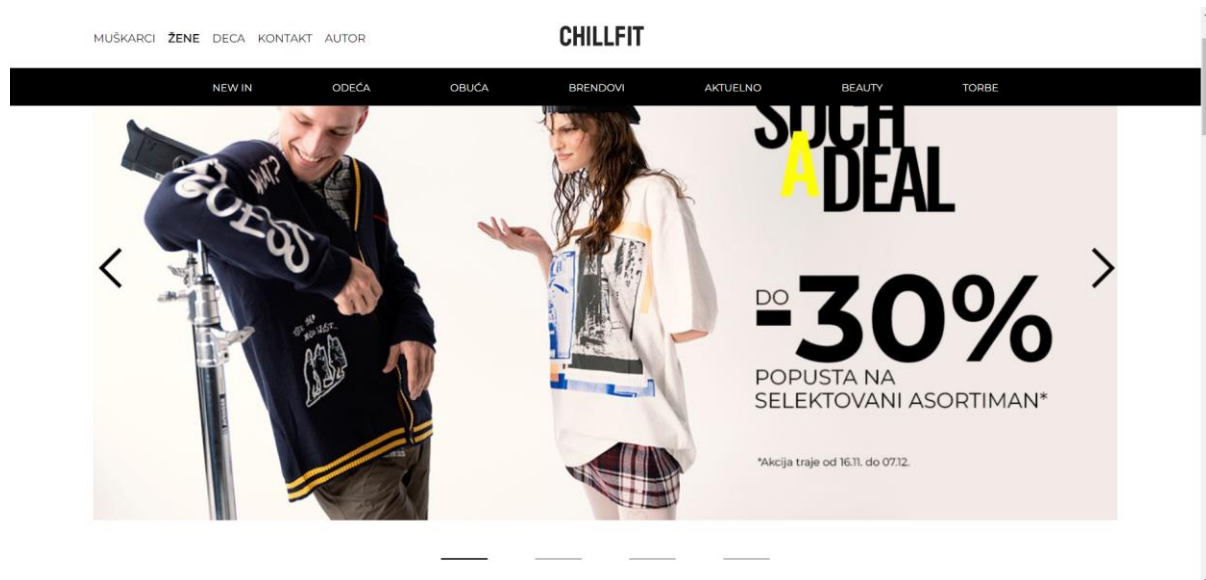 MUŠKARCI ŽENE DECA KONTAKT AUTOR
CHILLFIT
NEW IN ODEĆA OBUĆA BRENDOVI AKTUELNO BEAUTY TORBE
SUCH
A DEAL
DO
-30%
POPUSTA NA
SELEKTOVANI ASORTIMAN*
*Akcija traje od 16.11. do 07.12.
WHAT?